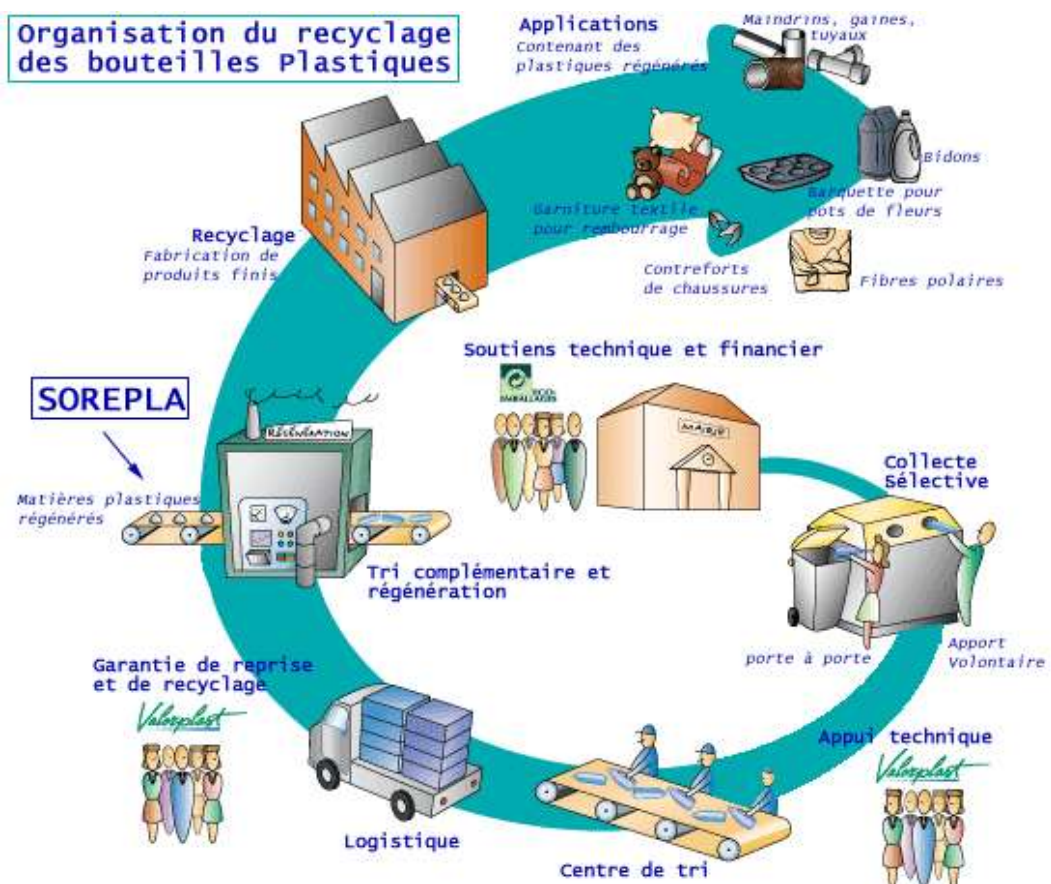 Organisation du recyclage
des bouteilles Plastiques
Applications
Contenant des
plastiques régénérés
Maindrins, gaines,
tuyaux
Bidons
Barquette pour
pots de fleurs
Garniture textile
pour rembourrage
Contreforts
de chaussures
Fibres polaires
Recyclage
Fabrication de
produits finis
Soutiens technique et financier
ECO-
EMBALLAGES
MAIRIE
SOREPLA
RÉGÉNÉRATION
Matières plastiques
régénérés
Tri complémentaire et
régénération
Collecte
Sélective
porte à porte
Apport
Volontaire
Garantie de reprise
et de recyclage
Valorplast
Appui technique
Valorplast
Logistique
Centre de tri